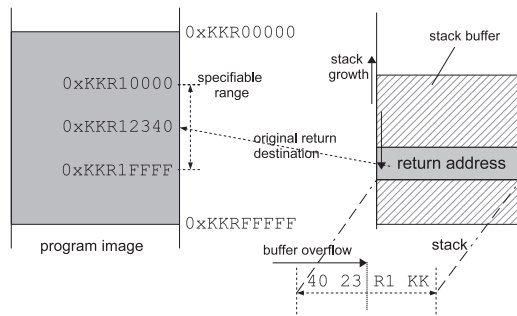 0xKKR00000
0xKKR10000
specifiable
range
0xKKR12340
original return
destination
0xKKR1FFFF
0xKKRFFFFF
program image
stack buffer
stack
growth
return address
stack
buffer overflow
40 23 R1 KK